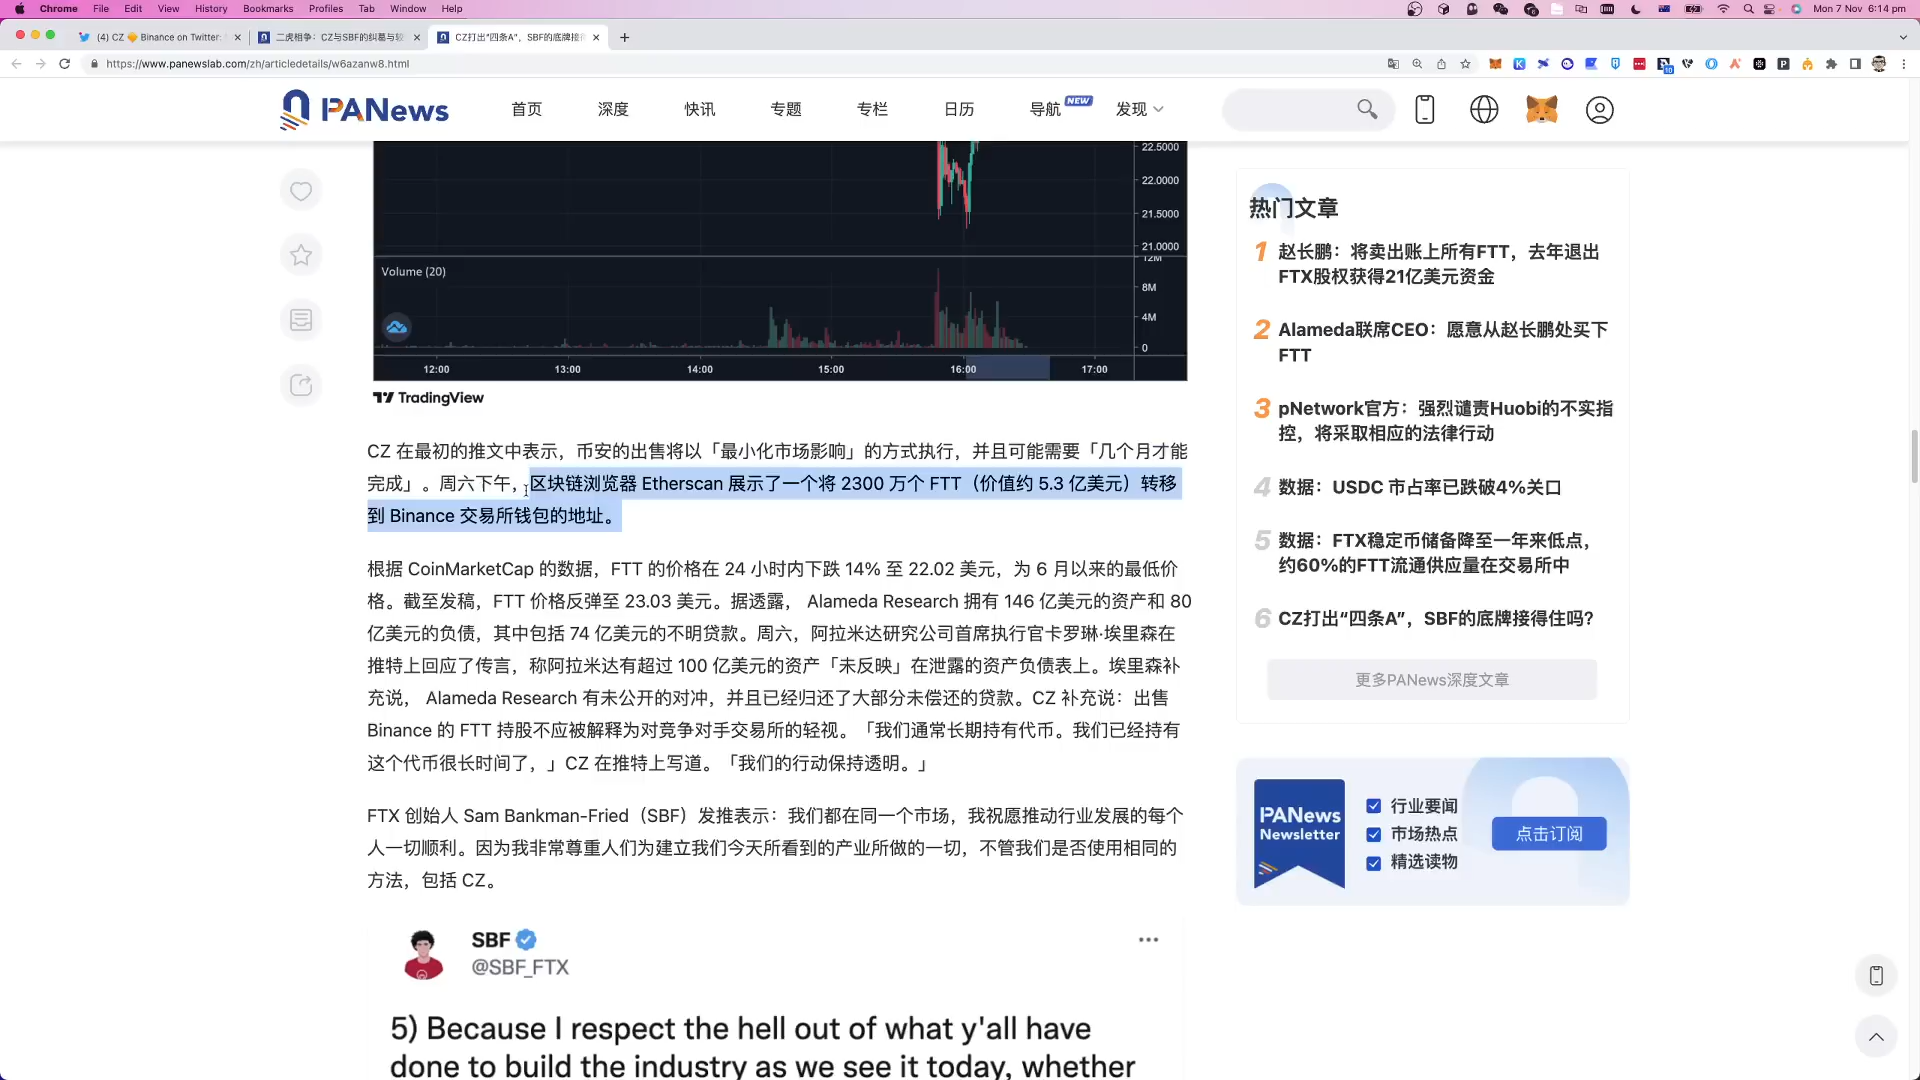 Chrome File Edit View History Bookmarks Profiles Tab Window Help
Mon 7 Nov 6:14 pm
(4) CZ Binance on Twitter:
二虎相争：CZ与SBF的纠葛与较
CZ打出“四条A”，SBF的底牌接得
https://www.panewslab.com/zh/articledetails/w6azanw8.html
PANews
首页 深度 快讯 专题 专栏 日历 导航 NEW 发现
22.5000
22.0000
21.5000
21.0000
12M
Volume (20)
8M
4M
0
12:00 13:00 14:00 15:00 16:00 17:00
TradingView
CZ 在最初的推文中表示，币安的出售将以「最小化市场影响」的方式执行，并且可能需要「几个月才能
完成」。周六下午，区块链浏览器 Etherscan 展示了一个将 2300 万个 FTT（价值约 5.3 亿美元）转移
到 Binance 交易所钱包的地址。
根据 CoinMarketCap 的数据，FTT 的价格在 24 小时内下跌 14% 至 22.02 美元，为 6 月以来的最低价
格。截至发稿，FTT 价格反弹至 23.03 美元。据透露， Alameda Research 拥有 146 亿美元的资产和 80
亿美元的负债，其中包括 74 亿美元的不明贷款。周六，阿拉米达研究公司首席执行官卡罗琳·埃里森在
推特上回应了传言，称阿拉米达有超过 100 亿美元的资产「未反映」在泄露的资产负债表上。埃里森补
充说， Alameda Research 有未公开的对冲，并且已经归还了大部分未偿还的贷款。CZ 补充说：出售
Binance 的 FTT 持股不应被解释为对竞争对手交易所的轻视。「我们通常长期持有代币。我们已经持有
这个代币很长时间了，」CZ 在推特上写道。「我们的行动保持透明。」
FTX 创始人 Sam Bankman-Fried（SBF）发推表示：我们都在同一个市场，我祝愿推动行业发展的每个
人一切顺利。因为我非常尊重人们为建立我们今天所看到的产业所做的一切，不管我们是否使用相同的
方法，包括 CZ。
SBF
@SBF_FTX
5) Because I respect the hell out of what y'all have
done to build the industry as we see it today, whether
热门文章
1 赵长鹏：将卖出账上所有FTT，去年退出
FTX股权获得21亿美元资金
2 Alameda联席CEO：愿意从赵长鹏处买下
FTT
3 pNetwork官方：强烈谴责Huobi的不实指
控，将采取相应的法律行动
4 数据：USDC 市占率已跌破4%关口
5 数据：FTX稳定币储备降至一年来低点，
约60%的FTT流通供应量在交易所中
6 CZ打出“四条A”，SBF的底牌接得住吗？
更多PANews深度文章
PANews
Newsletter
行业要闻
市场热点
精选读物
点击订阅